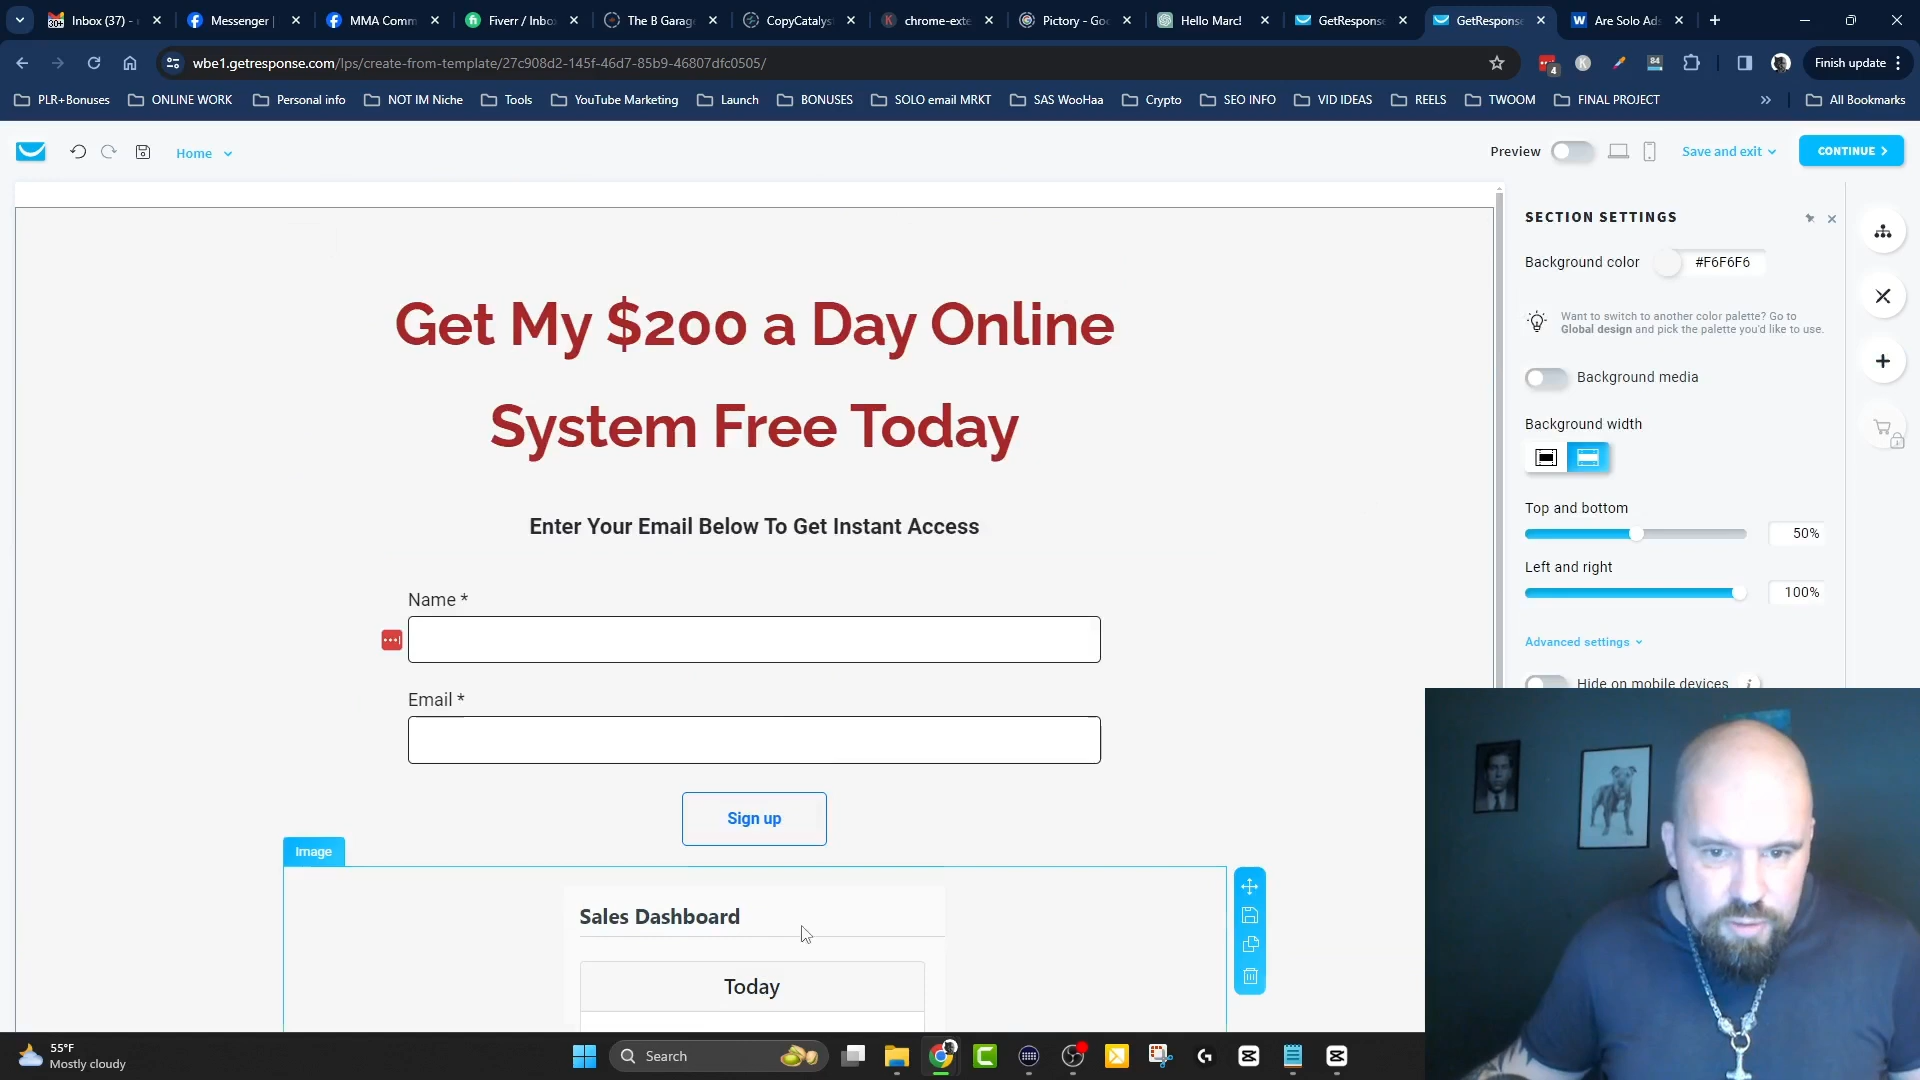 Inbox (37) -
Messenger |
MMA Comm
Fiverr / Inbo
The B Garag
CopyCatalys
chrome-exte
Pictory - Goo
Hello Marc!
GetRespons
GetRespons
Are Solo Ads
wbe1.getresponse.com/lps/create-from-template/27c908d2-145f-46d7-85b9-46807dfc0505/
4
84
Finish update
PLR+Bonuses
ONLINE WORK
Personal info
NOT IM Niche
Tools
YouTube Marketing
Launch
BONUSES
SOLO email MRKT
SAS WooHaa
Crypto
SEO INFO
VID IDEAS
REELS
TWOOM
FINAL PROJECT
»
All Bookmarks
Home
Preview
Save and exit
CONTINUE
Get My $200 a Day Online
System Free Today
Enter Your Email Below To Get Instant Access
Name *
Email *
Sign up
Image
Sales Dashboard
Today
SECTION SETTINGS
Background color
#F6F6F6
Want to switch to another color palette? Go to
Global design and pick the palette you'd like to use.
Background media
Background width
Top and bottom
50%
Left and right
100%
Advanced settings
Hide on mobile devices
55°F
Mostly cloudy
Search